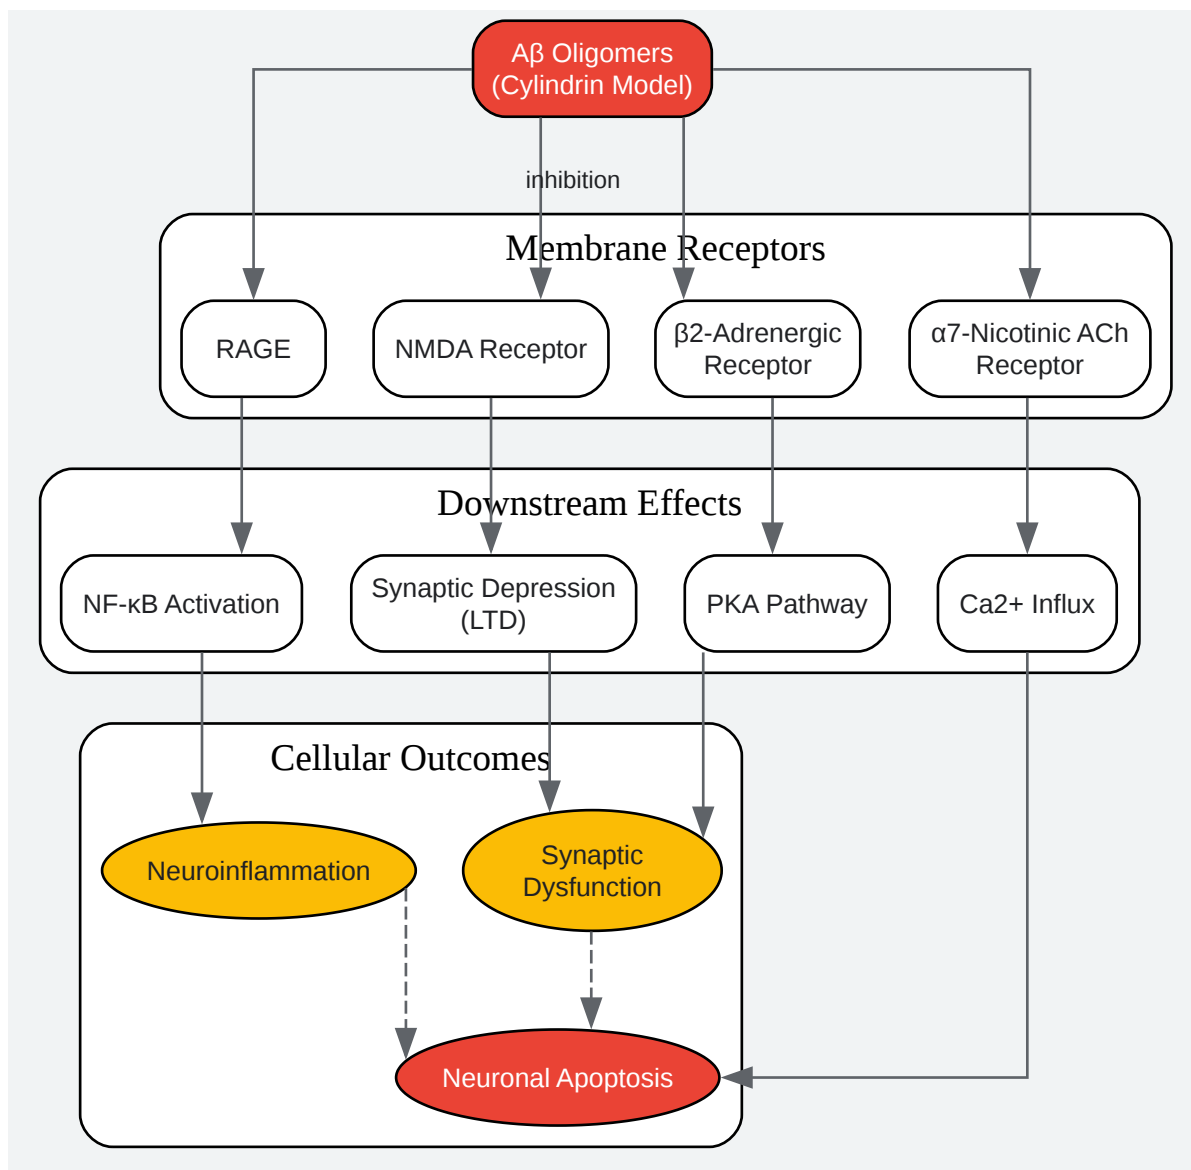 Aβ Oligomers
(Cylindrin Model)
inhibition
Membrane Receptors
RAGE
NMDA Receptor
β2-Adrenergic
Receptor
α7-Nicotinic ACh
Receptor
Downstream Effects
NF-κB Activation
Synaptic Depression
(LTD)
PKA Pathway
Ca2+ Influx
Cellular Outcomes
Neuroinflammation
Synaptic
Dysfunction
Neuronal Apoptosis